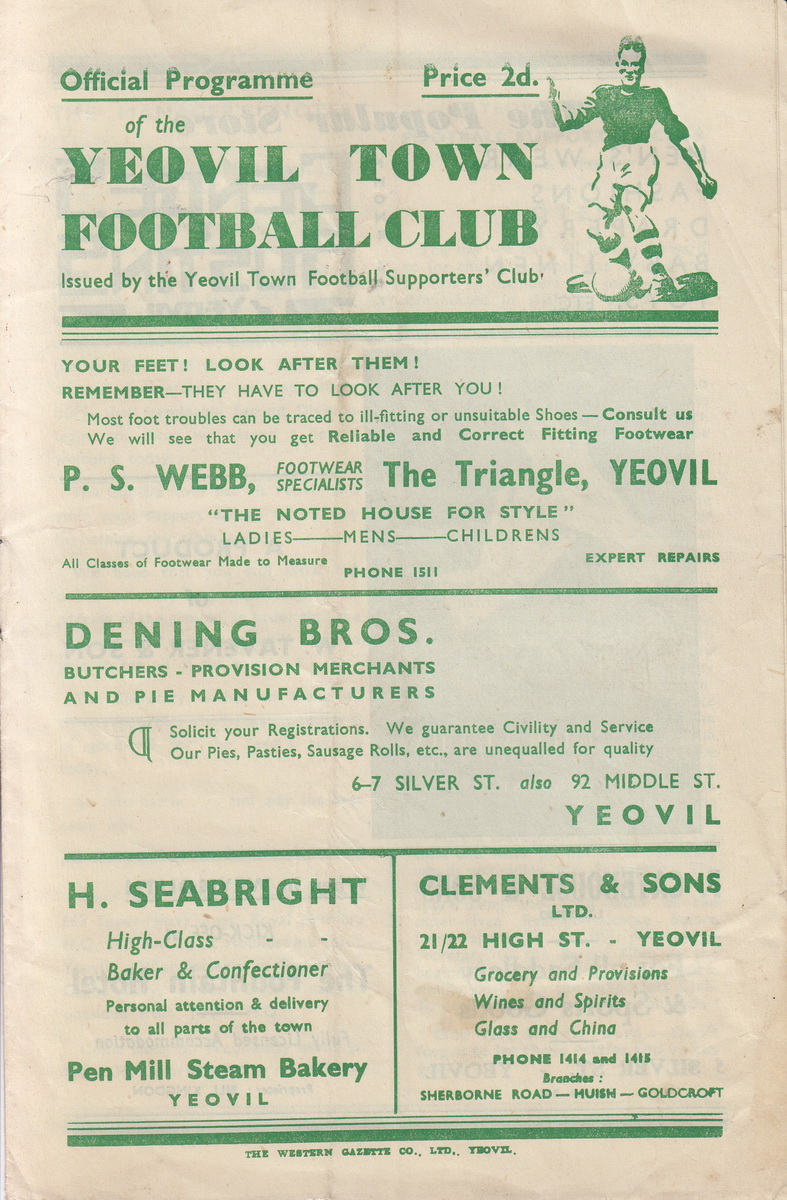 Official Programme Price 2d.
of the
YEOVIL TOWN
FOOTBALL CLUB
Issued by the Yeovil Town Football Supporters' Club
YOUR FEET! LOOK AFTER THEM!
REMEMBER—THEY HAVE TO LOOK AFTER YOU!
Most foot troubles can be traced to ill-fitting or unsuitable Shoes — Consult us
We will see that you get Reliable and Correct Fitting Footwear
P. S. WEBB, FOOTWEAR SPECIALISTS The Triangle, YEOVIL
"THE NOTED HOUSE FOR STYLE"
LADIES——MENS——CHILDRENS
All Classes of Footwear Made to Measure EXPERT REPAIRS
PHONE 1511
DENING BROS.
BUTCHERS - PROVISION MERCHANTS
AND PIE MANUFACTURERS
¶ Solicit your Registrations. We guarantee Civility and Service
Our Pies, Pasties, Sausage Rolls, etc., are unequalled for quality
6–7 SILVER ST. also 92 MIDDLE ST.
YEOVIL
H. SEABRIGHT
High-Class - -
Baker & Confectioner
Personal attention & delivery
to all parts of the town
Pen Mill Steam Bakery
YEOVIL
CLEMENTS & SONS
LTD.
21/22 HIGH ST. - YEOVIL
Grocery and Provisions
Wines and Spirits
Glass and China
PHONE 1414 and 1415
Branches :
SHERBORNE ROAD — HUISH — GOLDCROFT
THE WESTERN GAZETTE CO., LTD., YEOVIL.